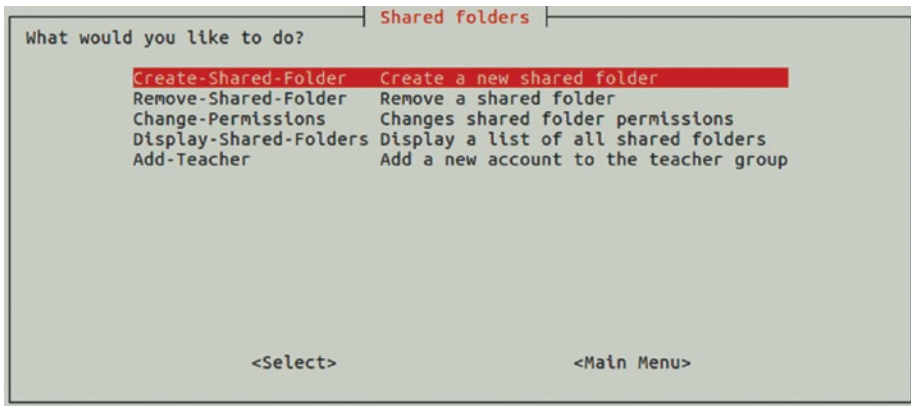 Shared folders
What would you like to do?
Create-Shared-Folder Create a new shared folder
Remove-Shared-Folder Remove a shared folder
Change-Permissions Changes shared folder permissions
Display-Shared-Folders Display a list of all shared folders
Add-Teacher Add a new account to the teacher group
<Select> <Main Menu>